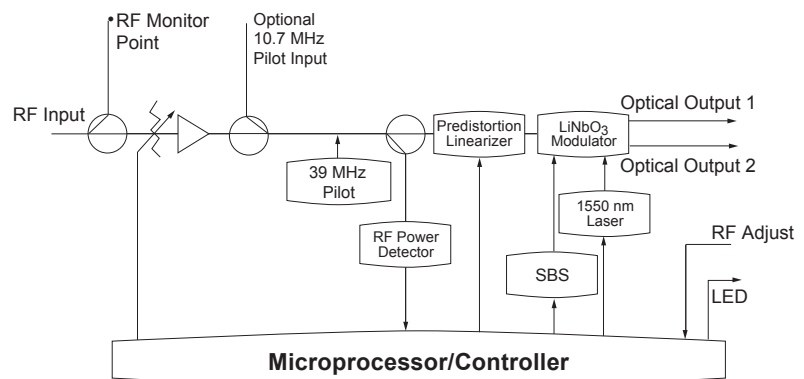 RF Monitor
Point
Optional
10.7 MHz
Pilot Input
RF Input
39 MHz
Pilot
RF Power
Detector
Predistortion
Linearizer
LiNbO3
Modulator
Optical Output 1
Optical Output 2
1550 nm
Laser
SBS
RF Adjust
LED
Microprocessor/Controller